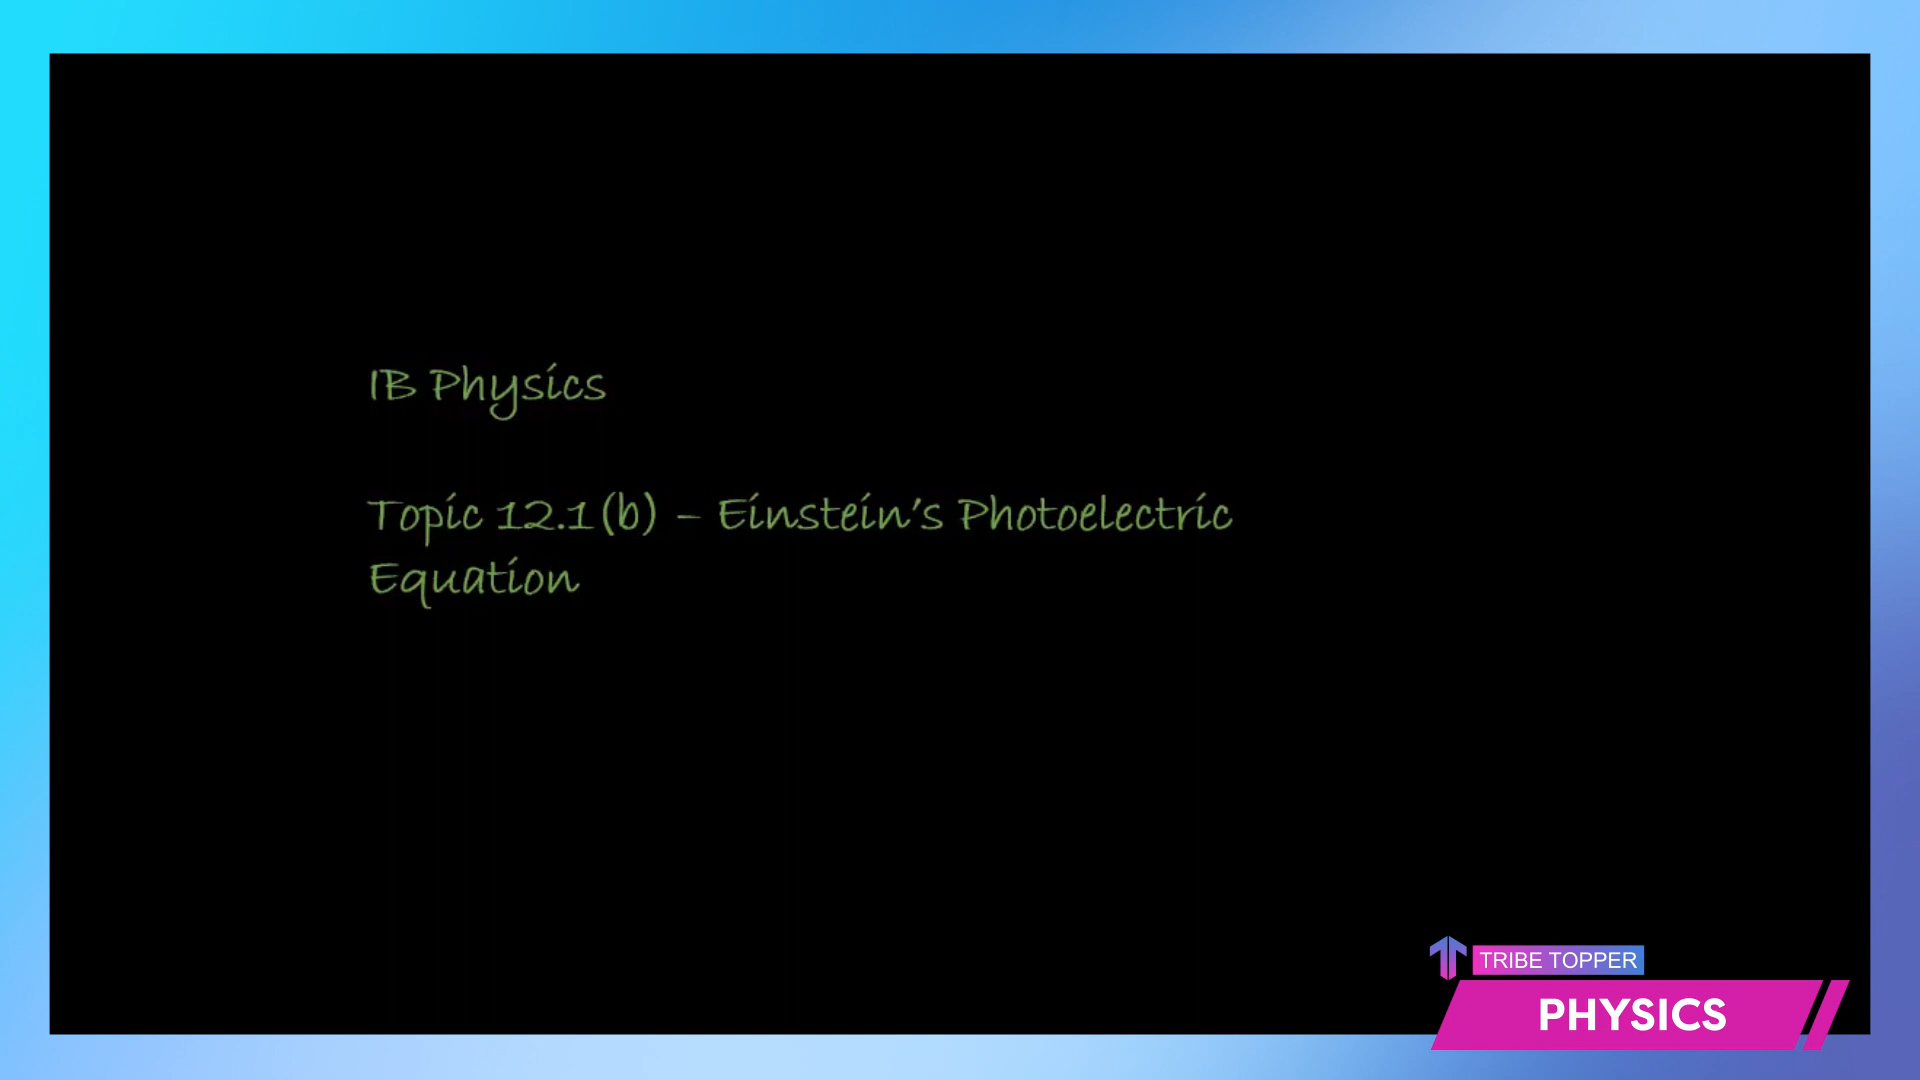 IB Physics
Topic 12.1(b) – Einstein's Photoelectric
Equation
TRIBE TOPPER
PHYSICS